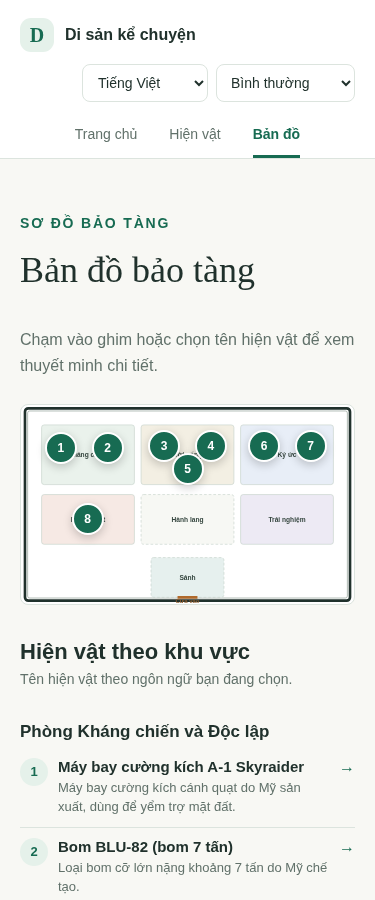 D Di sản kể chuyện
Tiếng Việt Bình thường
Trang chủ Hiện vật Bản đồ
SƠ ĐỒ BẢO TÀNG
Bản đồ bảo tàng
Chạm vào ghim hoặc chọn tên hiện vật để xem
thuyết minh chi tiết.
1 2 3 4 6 7
5
Ký ức
8 Hành lang Trải nghiệm
Sảnh
Hiện vật theo khu vực
Tên hiện vật theo ngôn ngữ bạn đang chọn.
Phòng Kháng chiến và Độc lập
1 Máy bay cường kích A-1 Skyraider →
Máy bay cường kích cánh quạt do Mỹ sản
xuất, dùng để yểm trợ mặt đất.
2 Bom BLU-82 (bom 7 tấn) →
Loại bom cỡ lớn nặng khoảng 7 tấn do Mỹ chế
tạo.